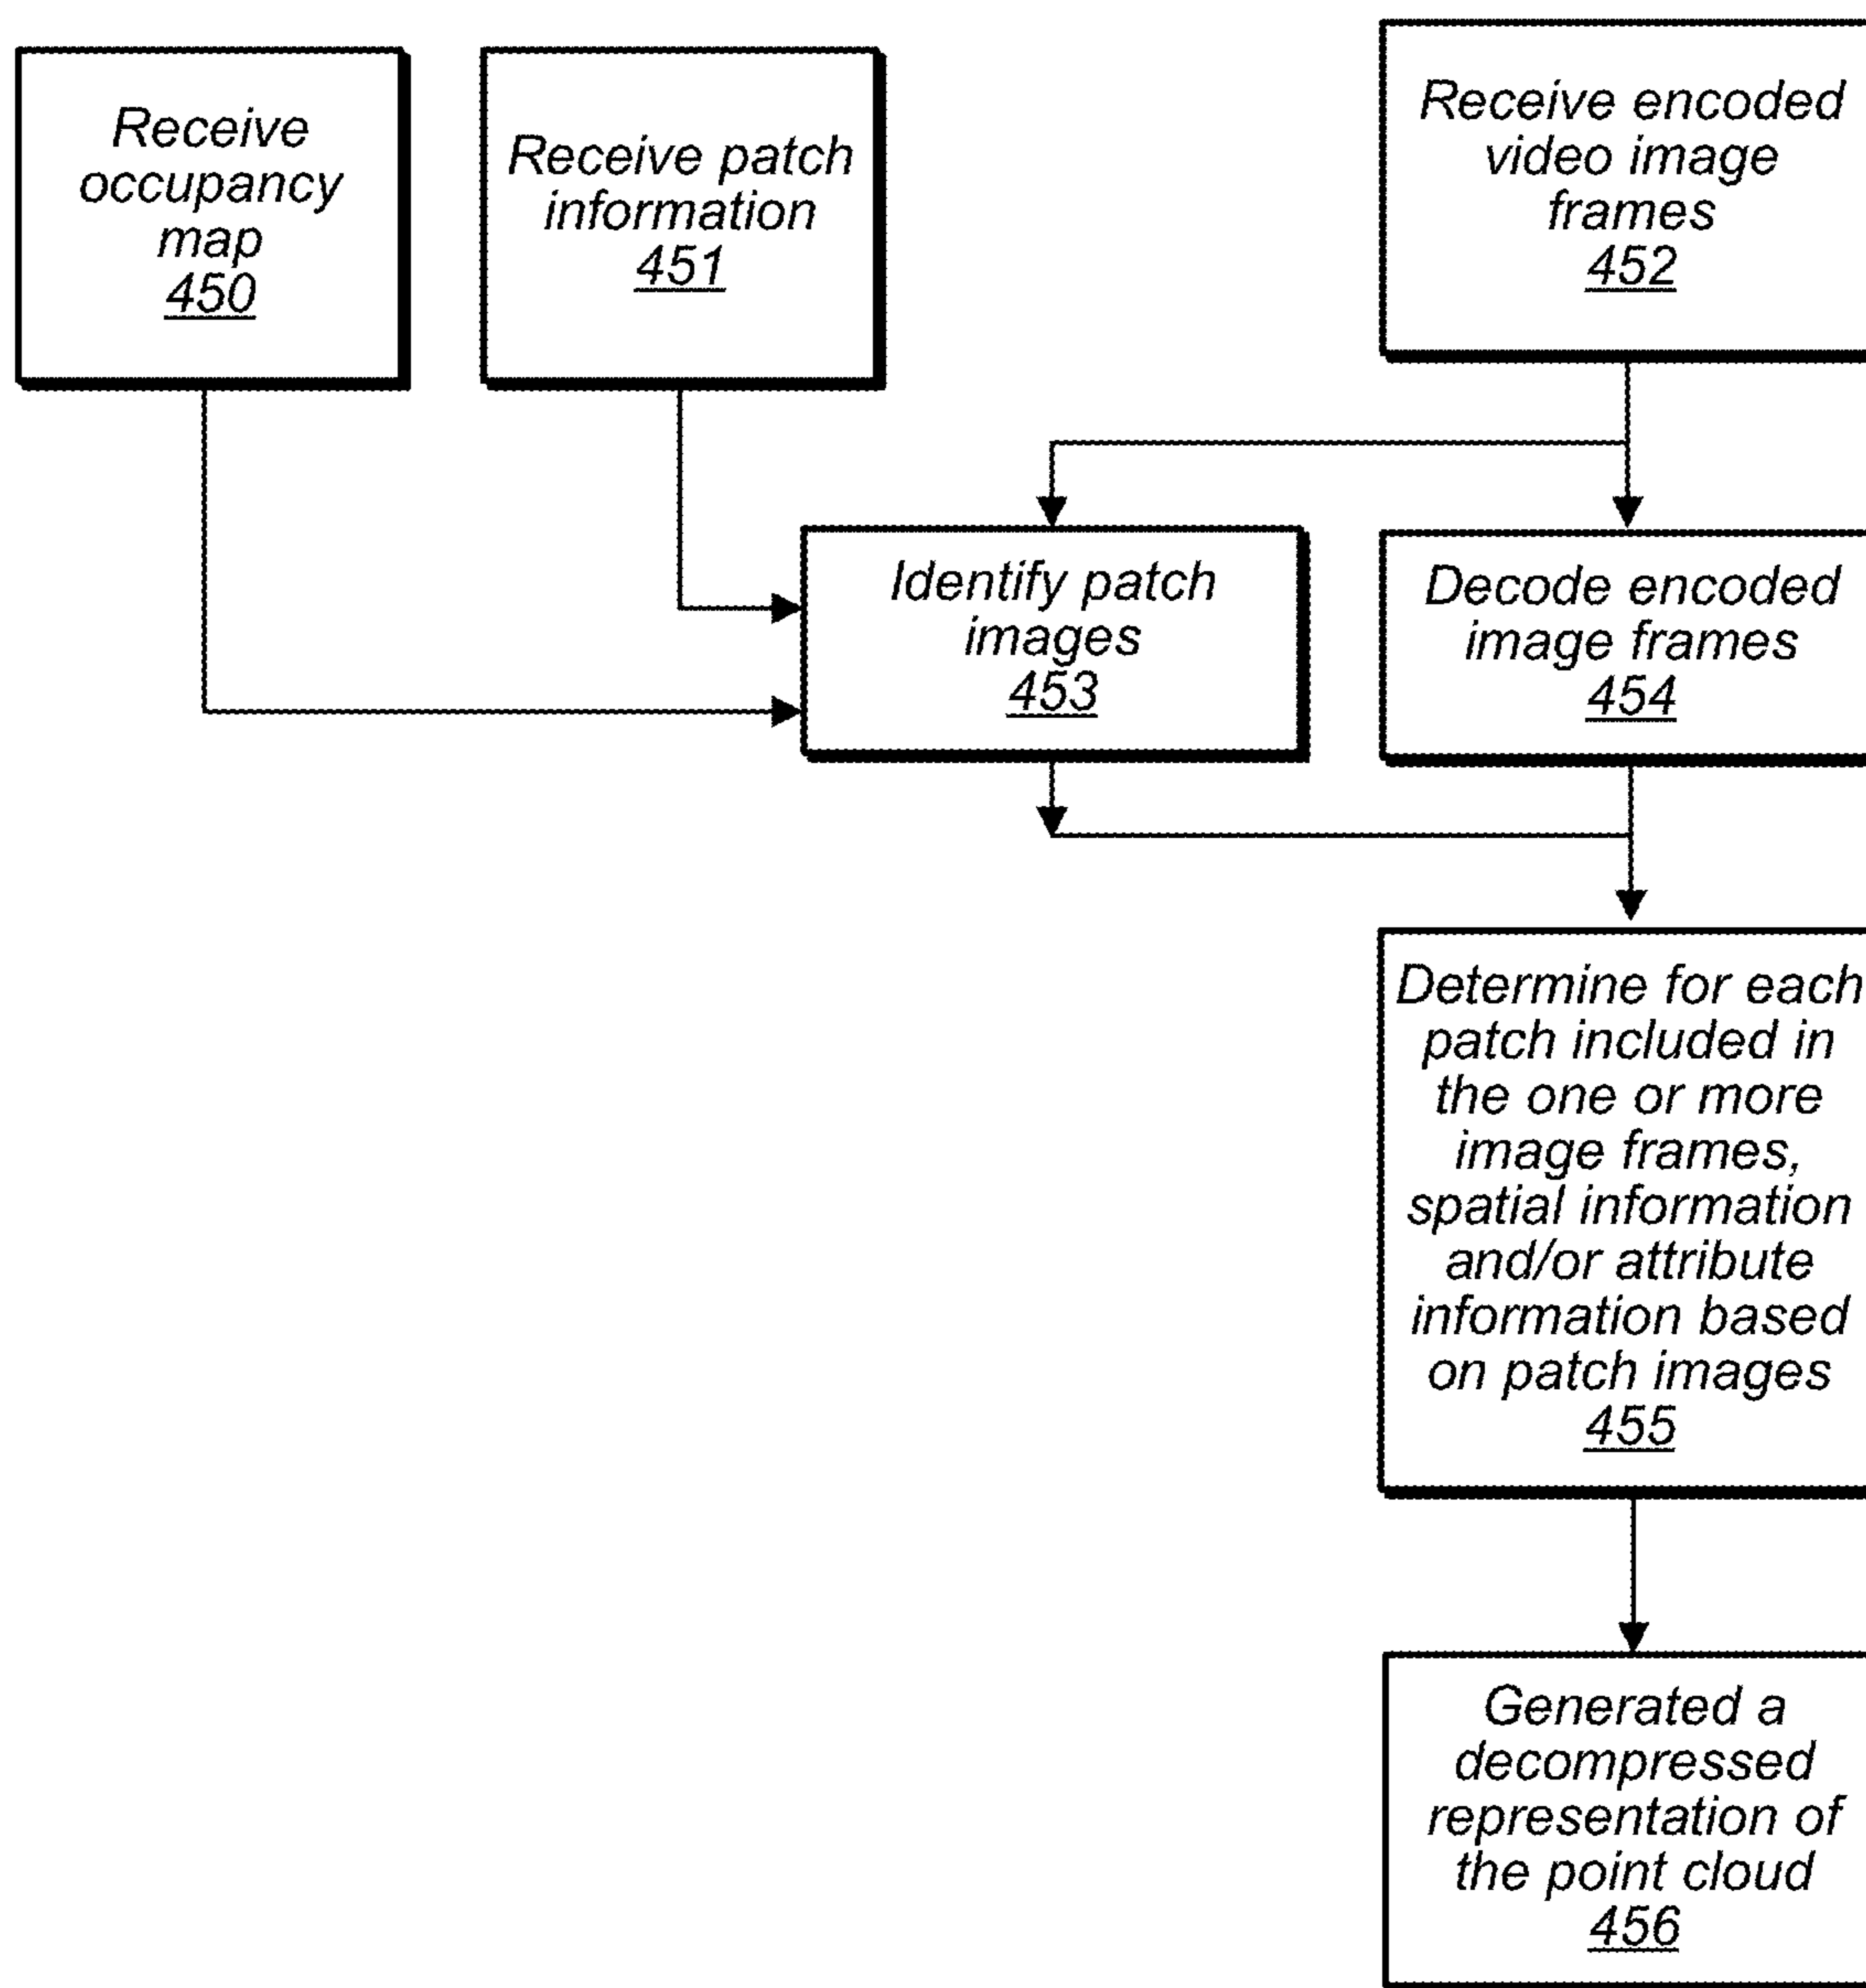 Receive
occupancy
map
450
Receive patch
information
451
Receive encoded
video image
frames
452
Identify patch
images
453
Decode encoded
image frames
454
Determine for each
patch included in
the one or more
image frames,
spatial information
and/or attribute
information based
on patch images
455
Generated a
decompressed
representation of
the point cloud
456